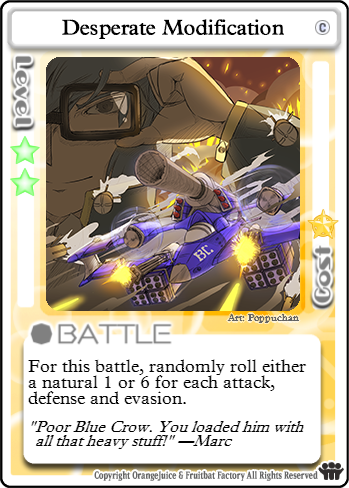 Desperate Modification
C
Level
BC
Cost
Art: Poppuchan
BATTLE
For this battle, randomly roll either
a natural 1 or 6 for each attack,
defense and evasion.
"Poor Blue Crow. You loaded him with
all that heavy stuff!" —Marc
Copyright OrangeJuice & Fruitbat Factory All Rights Reserved